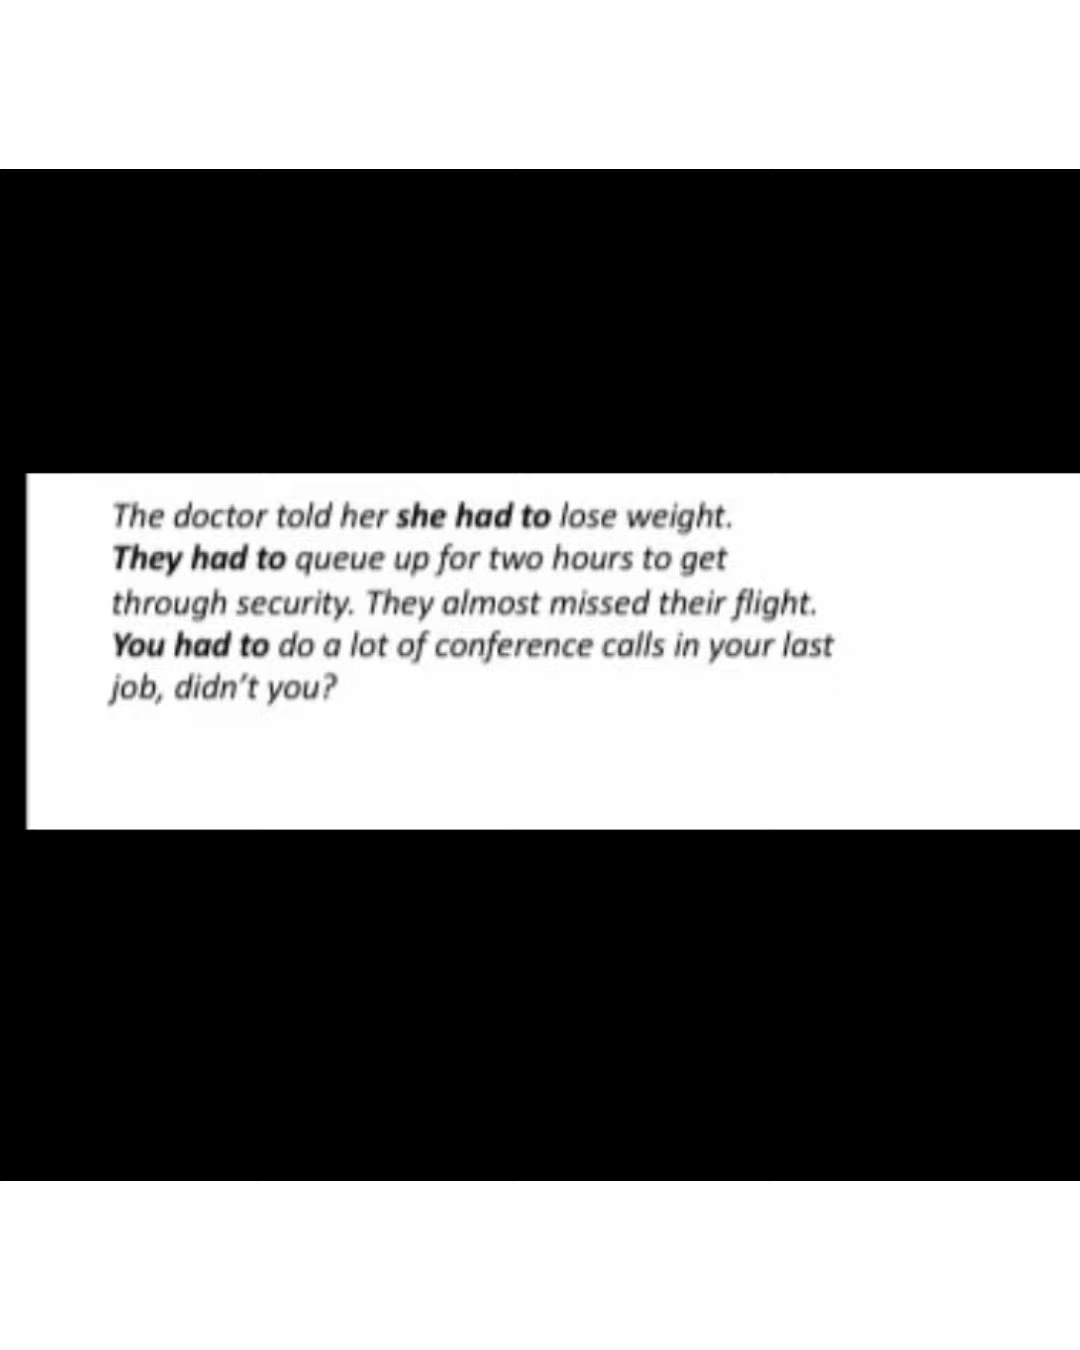 The doctor told her she had to lose weight.
They had to queue up for two hours to get
through security. They almost missed their flight.
You had to do a lot of conference calls in your last
job, didn’t you?